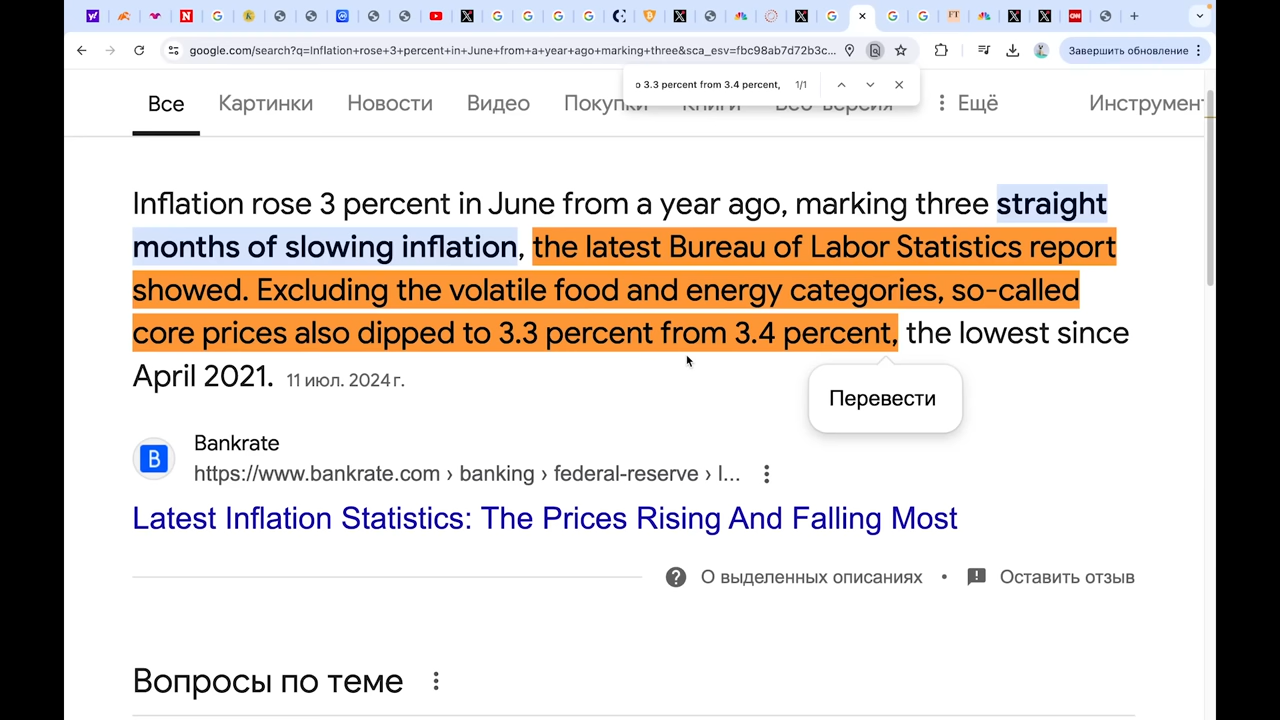 google.com/search?q=Inflation+rose+3+percent+in+June+from+a+year+ago+marking+three&sca_esv=fbc98ab7d72b3c...
Завершить обновление
o 3.3 percent from 3.4 percent, 1/1
Все Картинки Новости Видео Покупки Книги Веб-версия Ещё Инструмент
Inflation rose 3 percent in June from a year ago, marking three straight
months of slowing inflation, the latest Bureau of Labor Statistics report
showed. Excluding the volatile food and energy categories, so-called
core prices also dipped to 3.3 percent from 3.4 percent, the lowest since
April 2021. 11 июл. 2024 г.
Перевести
Bankrate
https://www.bankrate.com › banking › federal-reserve › l...
Latest Inflation Statistics: The Prices Rising And Falling Most
О выделенных описаниях • Оставить отзыв
Вопросы по теме